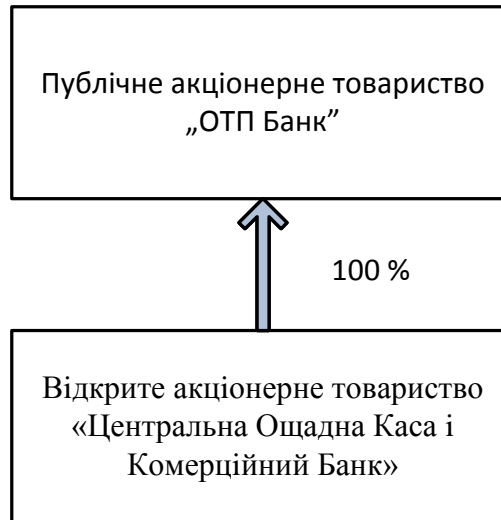 Публічне акціонерне товариство
„ОТП Банк”
100 %
Відкрите акціонерне товариство
«Центральна Ощадна Каса і
Комерційний Банк»